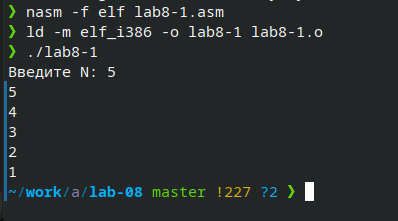 ❯ nasm -f elf lab8-1.asm
❯ ld -m elf_i386 -o lab8-1 lab8-1.o
❯ ./lab8-1
Введите N: 5
5
4
3
2
1
~/work/a/lab-08 master !227 ?2 ❯